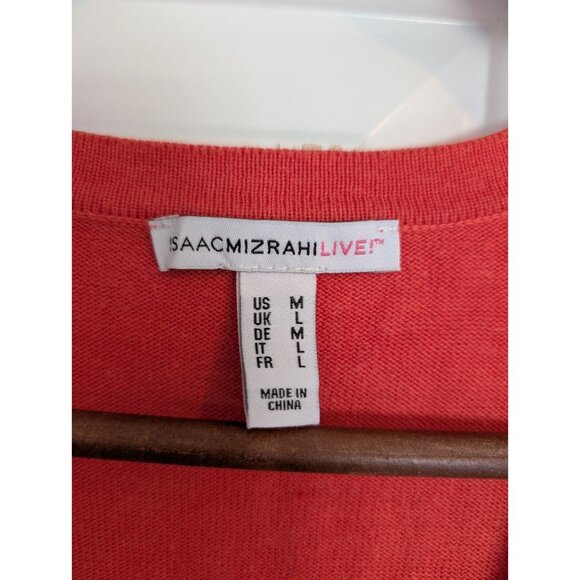 ISAACMIZRAHILIVE!™
US M
UK L
DE M
IT L
FR L
MADE IN
CHINA